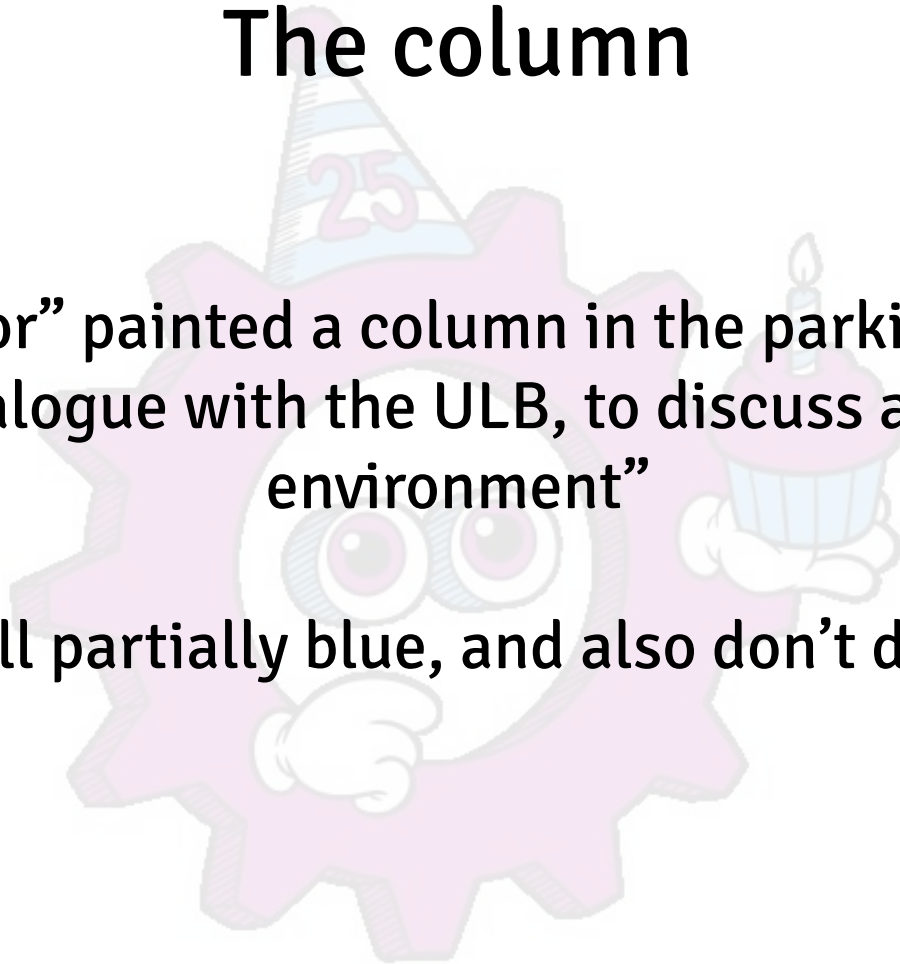 The column
25
or” painted a column in the parki
alogue with the ULB, to discuss a
environment”
ll partially blue, and also don’t d